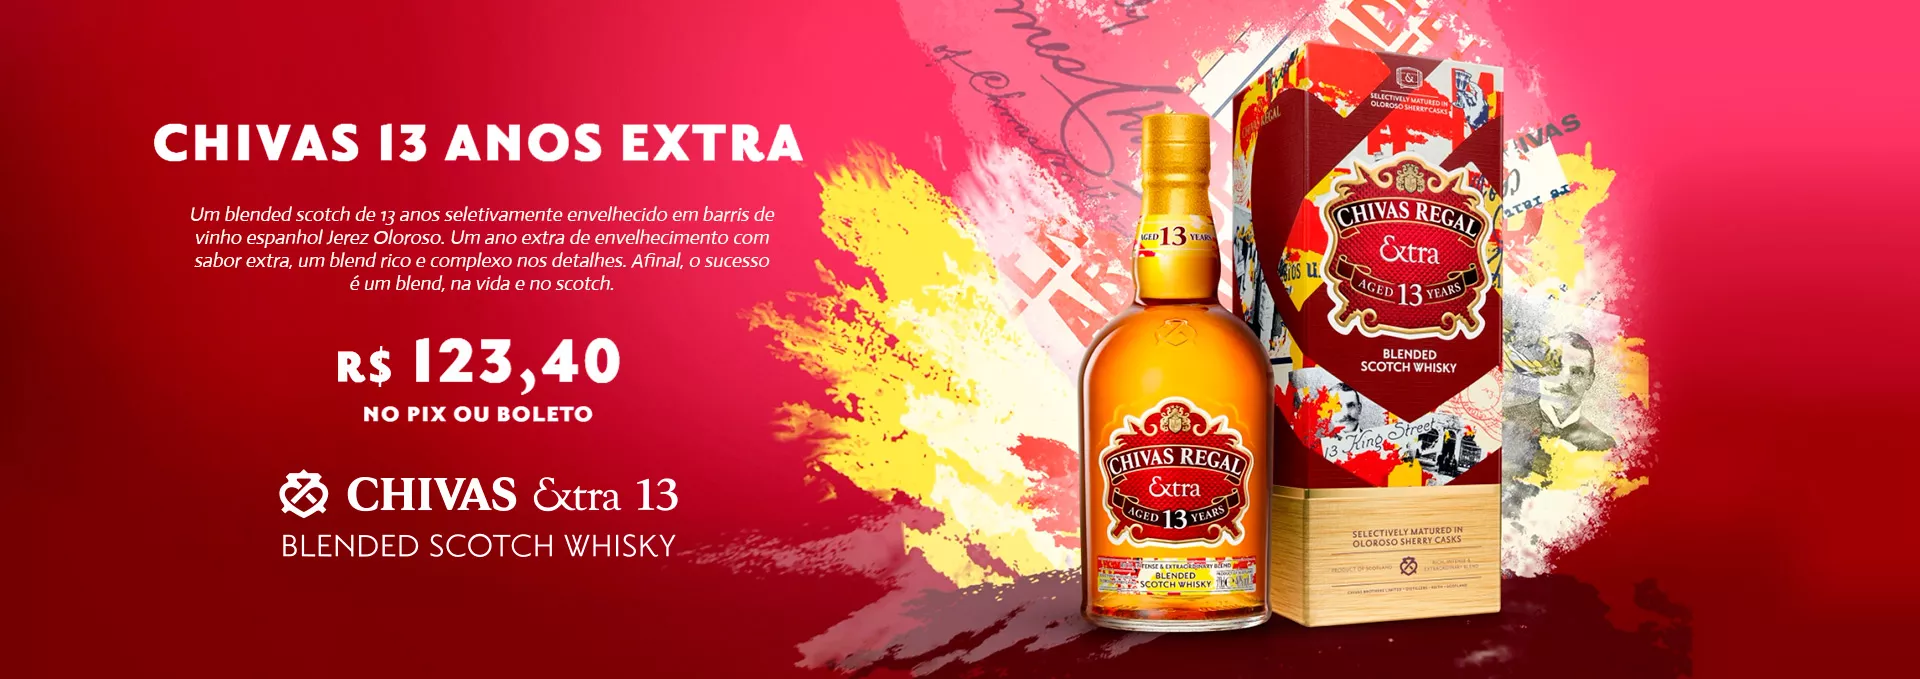 CHIVAS 13 ANOS EXTRA
Um blended scotch de 13 anos seletivamente envelhecido em barris de
vinho espanhol Jerez Oloroso. Um ano extra de envelhecimento com
sabor extra, um blend rico e complexo nos detalhes. Afinal, o sucesso
é um blend, na vida e no scotch.
R$ 123,40
NO PIX OU BOLETO
CHIVAS Extra 13
BLENDED SCOTCH WHISKY
AGED 13 YEARS
CHIVAS REGAL
Extra
AGED 13 YEARS
BLENDED
SCOTCH WHISKY
SELECTIVELY MATURED IN
OLOROSO SHERRY CASKS
CHIVAS REGAL
Extra
AGED 13 YEARS
BLENDED
SCOTCH WHISKY
13 King Street
SELECTIVELY MATURED IN
OLOROSO SHERRY CASKS
PRODUCT OF SCOTLAND